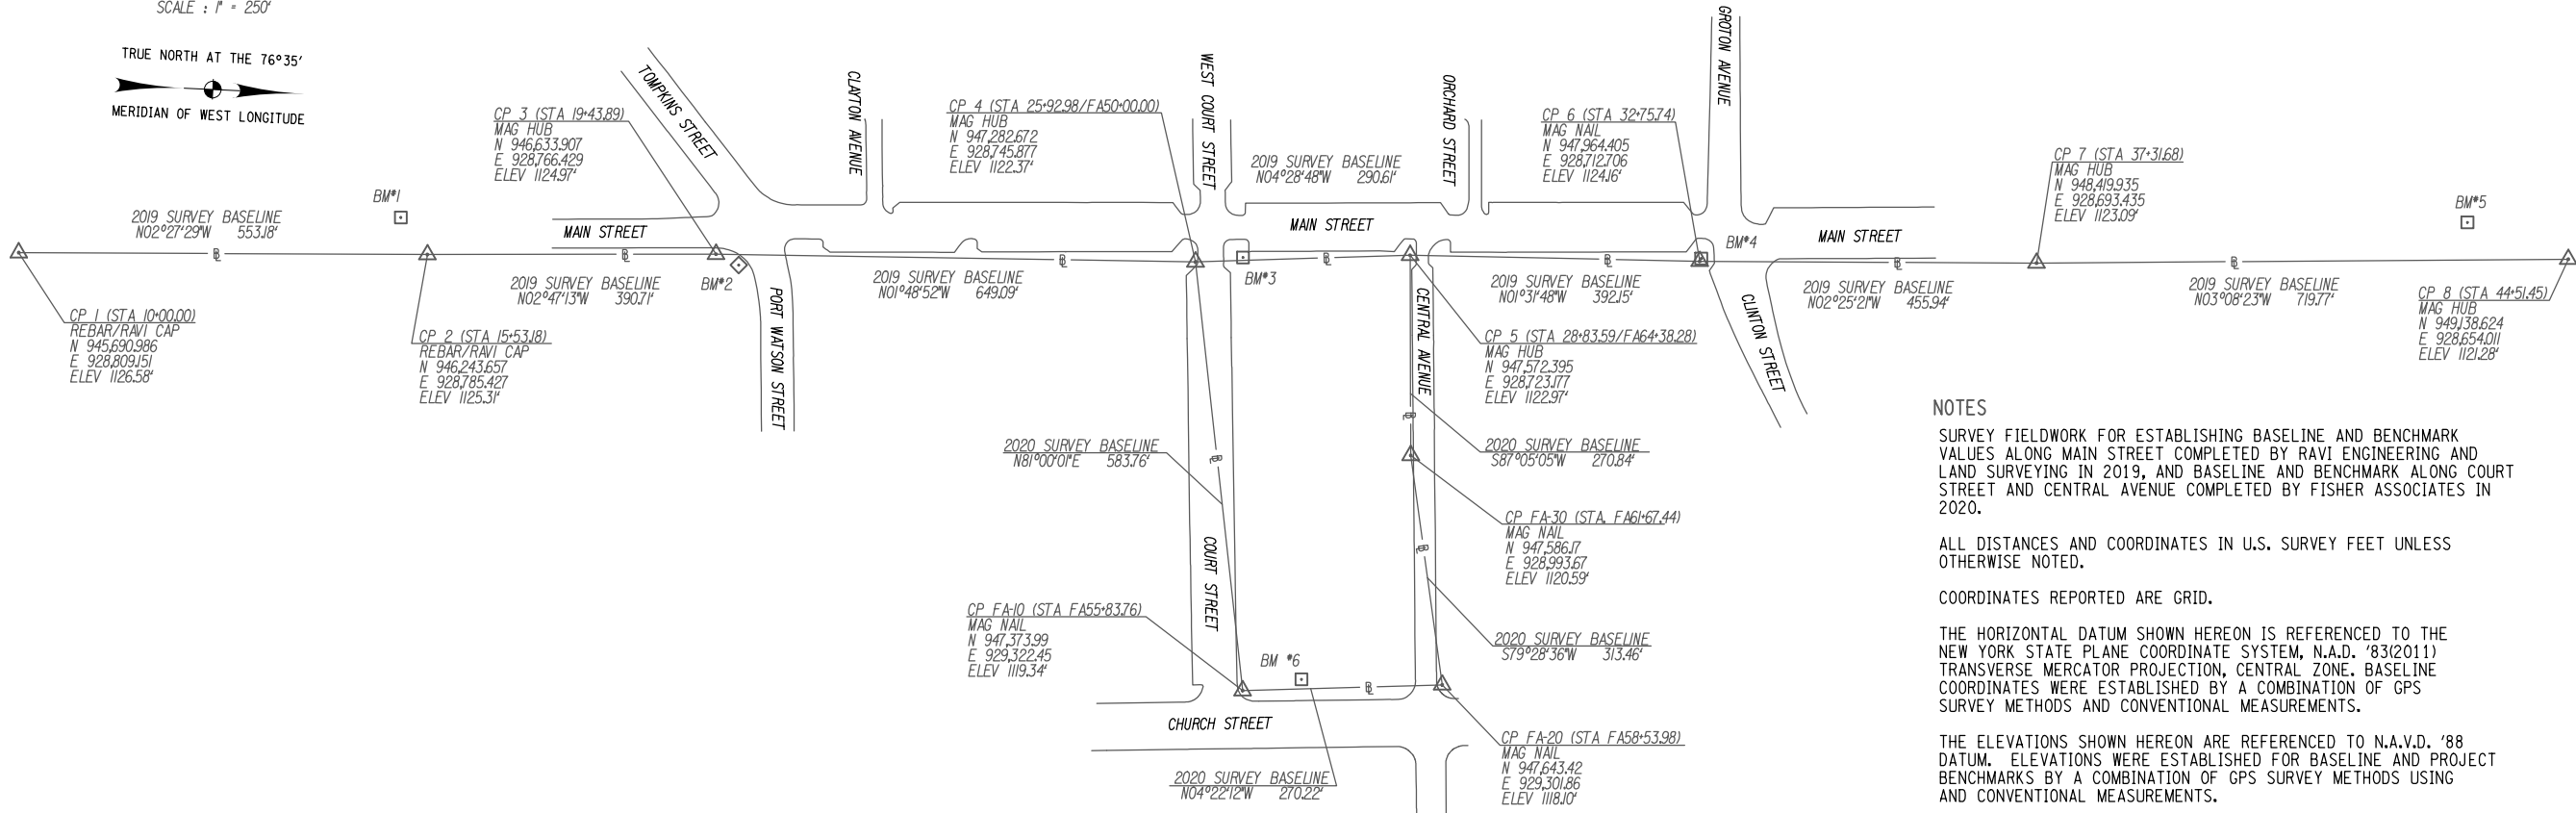 SCALE : 1" = 250'
TRUE NORTH AT THE 76°35'
MERIDIAN OF WEST LONGITUDE
2019 SURVEY BASELINE
N02°27'29"W 553.18'
CP 1 (STA 10+00.00)
REBAR/RAVI CAP
N 945,690.986
E 928,809.151
ELEV 1126.58'
BM#1
CP 2 (STA 15+53.18)
REBAR/RAVI CAP
N 946,243.657
E 928,785.427
ELEV 1125.31'
CP 3 (STA 19+43.89)
MAG HUB
N 946,633.907
E 928,766.429
ELEV 1124.97'
2019 SURVEY BASELINE
N02°47'13"W 390.71'
TOMPKINS STREET
MAIN STREET
BM#2
PORT WATSON STREET
CLAYTON AVENUE
2019 SURVEY BASELINE
N01°48'52"W 649.09'
CP 4 (STA 25+92.98/FA50+00.00)
MAG HUB
N 947,282.672
E 928,745.877
ELEV 1122.37'
WEST COURT STREET
2019 SURVEY BASELINE
N04°28'48"W 290.61'
MAIN STREET
BM#3
ORCHARD STREET
CENTRAL AVENUE
2019 SURVEY BASELINE
N01°31'48"W 392.15'
CP 5 (STA 28+83.59/FA64+38.28)
MAG HUB
N 947,572.395
E 928,723.177
ELEV 1122.97'
CP 6 (STA 32+75.74)
MAG NAIL
N 947,964.405
E 928,712.706
ELEV 1124.16'
GROTON AVENUE
BM#4
MAIN STREET
CLINTON STREET
2019 SURVEY BASELINE
N02°25'21"W 455.94'
CP 7 (STA 37+31.68)
MAG HUB
N 948,419.935
E 928,693.435
ELEV 1123.09'
2019 SURVEY BASELINE
N03°08'23"W 719.77'
BM#5
CP 8 (STA 44+51.45)
MAG HUB
N 949,138.624
E 928,654.011
ELEV 1121.28'
2020 SURVEY BASELINE
N81°00'01"E 583.76'
COURT STREET
2020 SURVEY BASELINE
S87°05'05"W 270.84'
CP FA-30 (STA. FA61+67.44)
MAG NAIL
N 947,586.17
E 928,993.67
ELEV 1120.59'
CP FA-10 (STA FA55+83.76)
MAG NAIL
N 947,373.99
E 929,322.45
ELEV 1119.34'
BM #6
2020 SURVEY BASELINE
S79°28'36"W 313.46'
CHURCH STREET
CP FA-20 (STA FA58+53.98)
MAG NAIL
N 947,643.42
E 929,301.86
ELEV 1118.10'
2020 SURVEY BASELINE
N04°22'12"W 270.22'
NOTES
SURVEY FIELDWORK FOR ESTABLISHING BASELINE AND BENCHMARK
VALUES ALONG MAIN STREET COMPLETED BY RAVI ENGINEERING AND
LAND SURVEYING IN 2019, AND BASELINE AND BENCHMARK ALONG COURT
STREET AND CENTRAL AVENUE COMPLETED BY FISHER ASSOCIATES IN
2020.
ALL DISTANCES AND COORDINATES IN U.S. SURVEY FEET UNLESS
OTHERWISE NOTED.
COORDINATES REPORTED ARE GRID.
THE HORIZONTAL DATUM SHOWN HEREON IS REFERENCED TO THE
NEW YORK STATE PLANE COORDINATE SYSTEM, N.A.D. '83(2011)
TRANSVERSE MERCATOR PROJECTION, CENTRAL ZONE. BASELINE
COORDINATES WERE ESTABLISHED BY A COMBINATION OF GPS
SURVEY METHODS AND CONVENTIONAL MEASUREMENTS.
THE ELEVATIONS SHOWN HEREON ARE REFERENCED TO N.A.V.D. '88
DATUM. ELEVATIONS WERE ESTABLISHED FOR BASELINE AND PROJECT
BENCHMARKS BY A COMBINATION OF GPS SURVEY METHODS USING
AND CONVENTIONAL MEASUREMENTS.